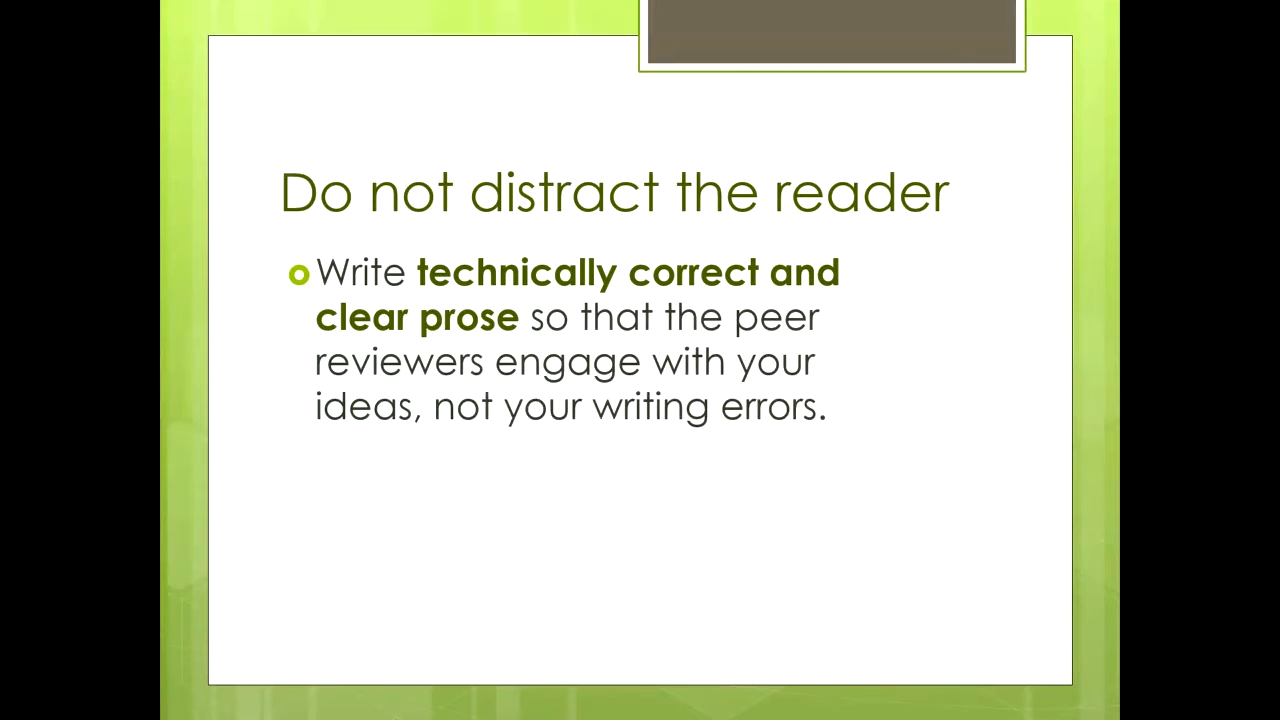 Do not distract the reader
Write technically correct and
clear prose so that the peer
reviewers engage with your
ideas, not your writing errors.